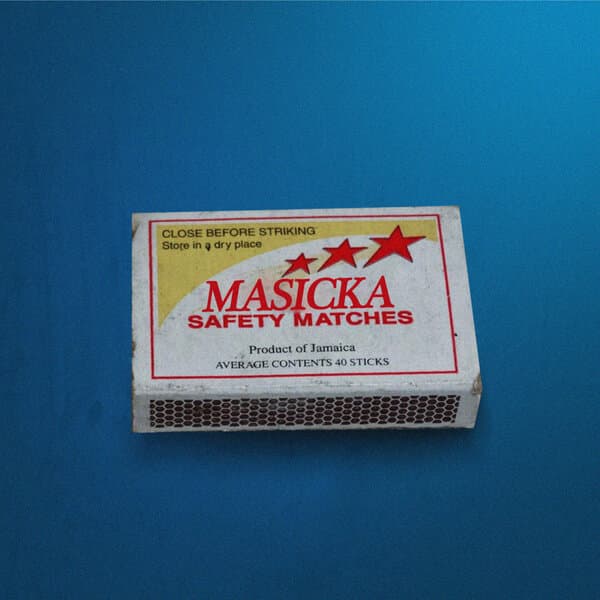 CLOSE BEFORE STRIKING
Store in a dry place
MASICKA
SAFETY MATCHES
Product of Jamaica
AVERAGE CONTENTS 40 STICKS